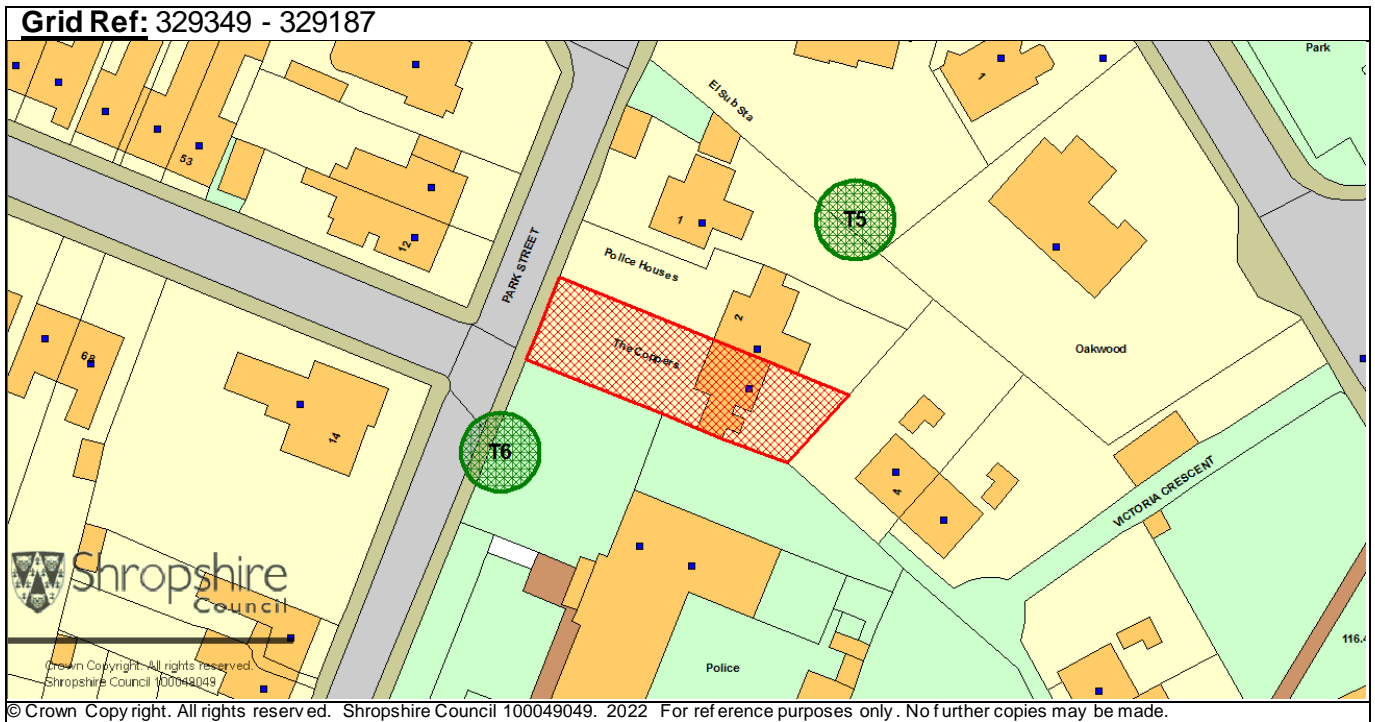 Grid Ref: 329349 - 329187
Park
El Sub Sta
1
53
T5
1
12
PARK STREET
Police Houses
2
Oakwood
The Coppers
68
14
T6
4
VICTORIA CRESCENT
Shropshire
Council
116.4
Police
Crown Copyright. All rights reserved.
Shropshire Council 100049049
© Crown Copyright. All rights reserved. Shropshire Council 100049049. 2022 For reference purposes only. No further copies may be made.